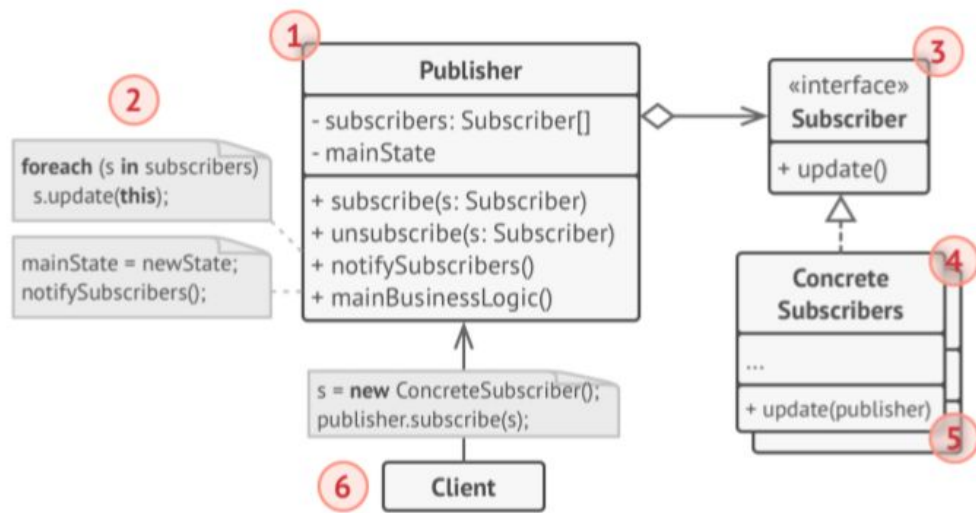 1
Publisher
- subscribers: Subscriber[]
- mainState
+ subscribe(s: Subscriber)
+ unsubscribe(s: Subscriber)
+ notifySubscribers()
+ mainBusinessLogic()
2
foreach (s in subscribers)
s.update(this);
mainState = newState;
notifySubscribers();
3
«interface»
Subscriber
+ update()
4
Concrete
Subscribers
...
+ update(publisher)
5
s = new ConcreteSubscriber();
publisher.subscribe(s);
6
Client